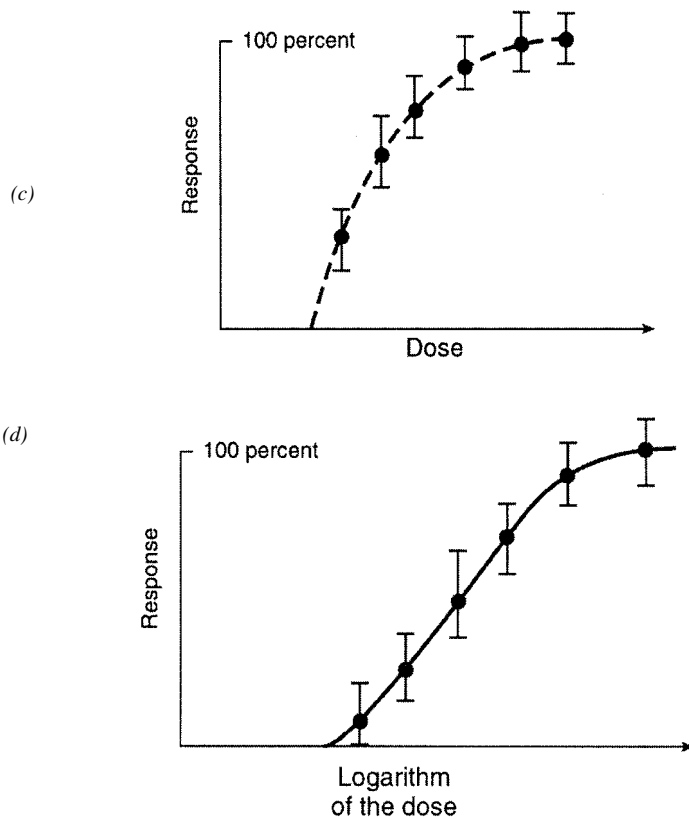 100 percent
(c)
Response
Dose
(d)
100 percent
Response
Logarithm
of the dose